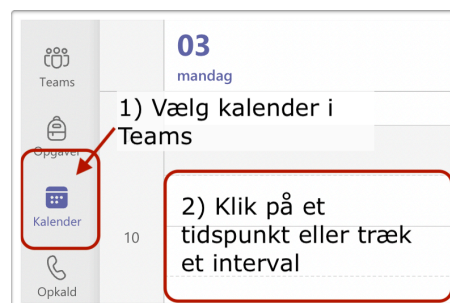 Teams
Opgaver
Kalender
Opkald
03
mandag
1) Vælg kalender i
Teams
10
2) Klik på et
tidspunkt eller træk
et interval